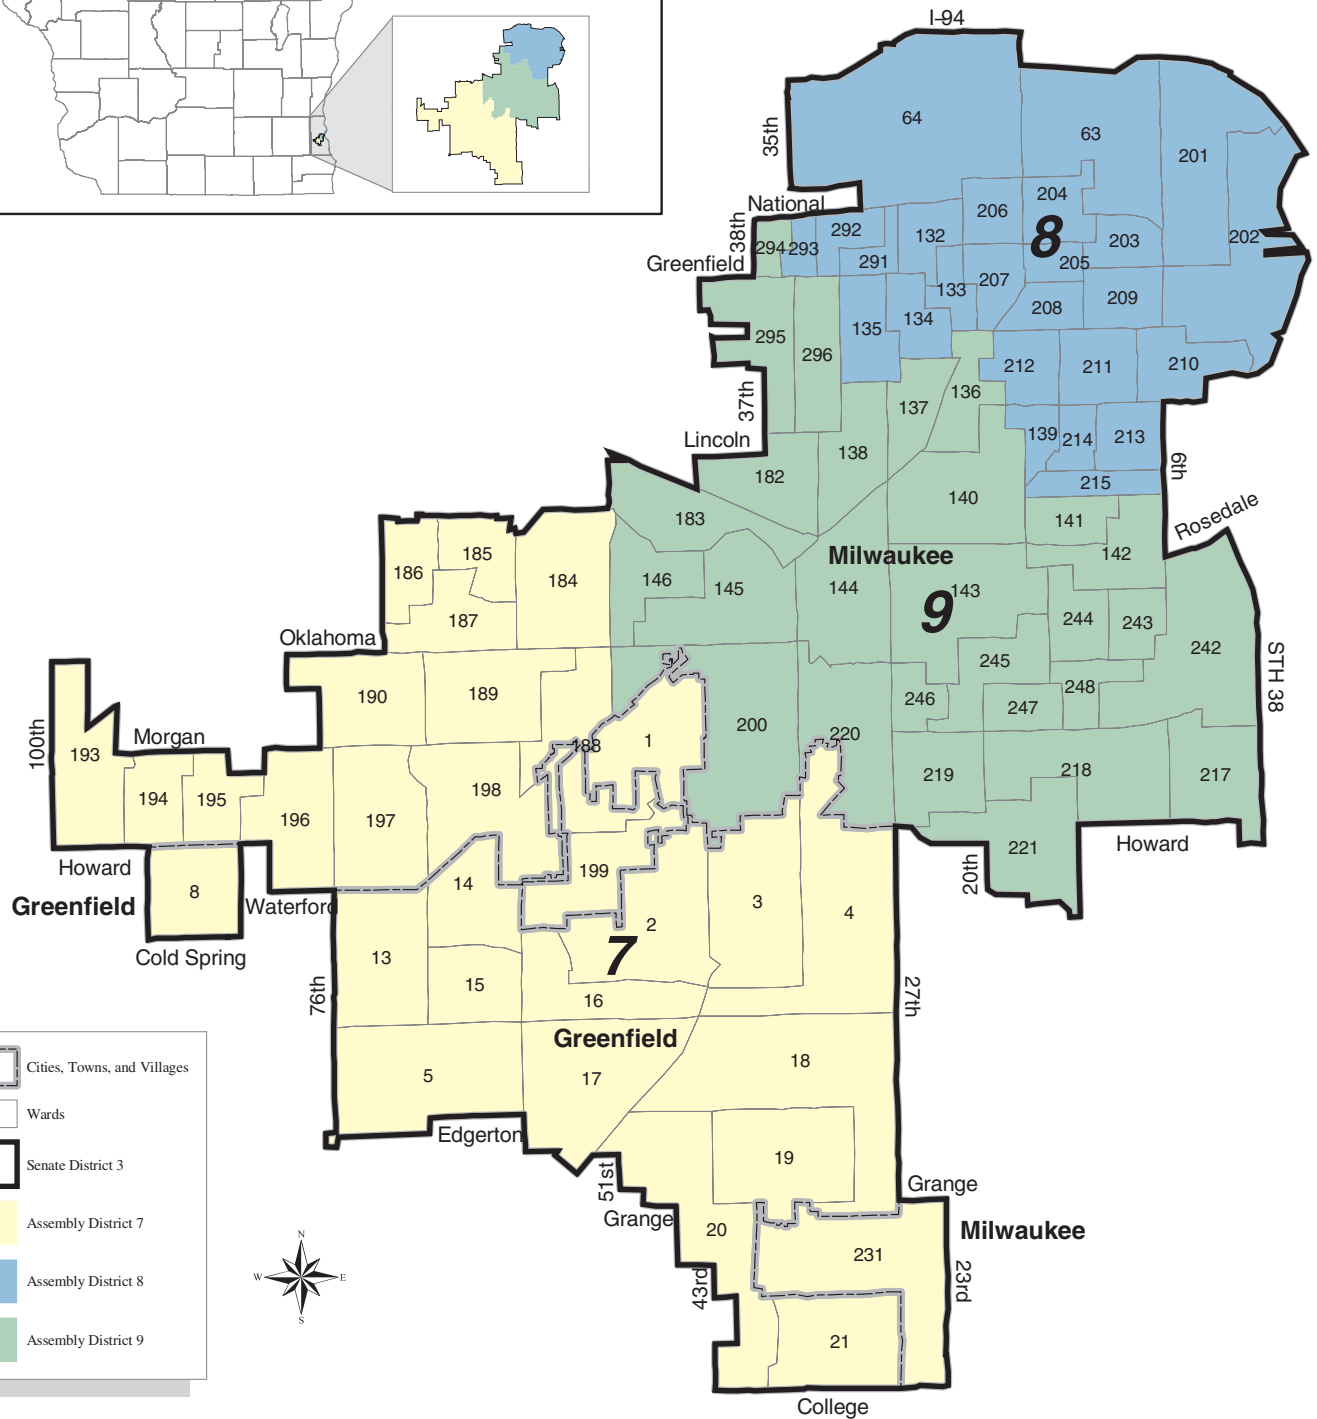 I-94
35th
64
63
201
National
38th
294
293
292
291
132
206
204
8
203
205
202
Greenfield
207
133
208
209
295
296
135
134
212
211
210
37th
137
136
Lincoln
138
139
214
213
6th
182
215
140
183
141
Rosedale
142
Milwaukee
186
185
184
146
145
144
143
9
187
244
243
242
Oklahoma
245
STH 38
190
189
246
247
248
100th
193
Morgan
188
1
200
220
194
195
198
219
218
217
196
197
Howard
8
Greenfield
Waterford
14
199
221
Howard
20th
2
3
4
Cold Spring
7
13
15
16
76th
27th
Greenfield
Cities, Towns, and Villages
5
17
18
Wards
Edgerton
Senate District 3
19
51st
Grange
Assembly District 7
Grange
20
Milwaukee
N
W
E
S
231
Assembly District 8
43rd
23rd
Assembly District 9
21
College